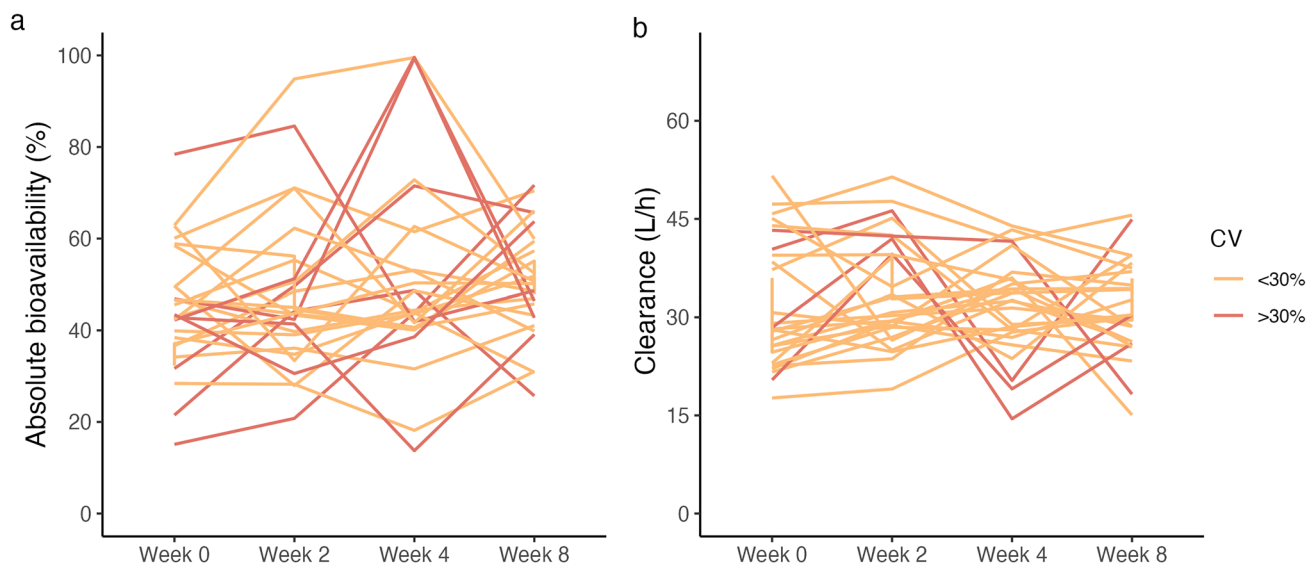 a
Absolute bioavailability (%)
100
80
60
40
20
0
Week 0 Week 2 Week 4 Week 8
b
Clearance (L/h)
60
45
30
15
0
Week 0 Week 2 Week 4 Week 8
CV
<30%
>30%